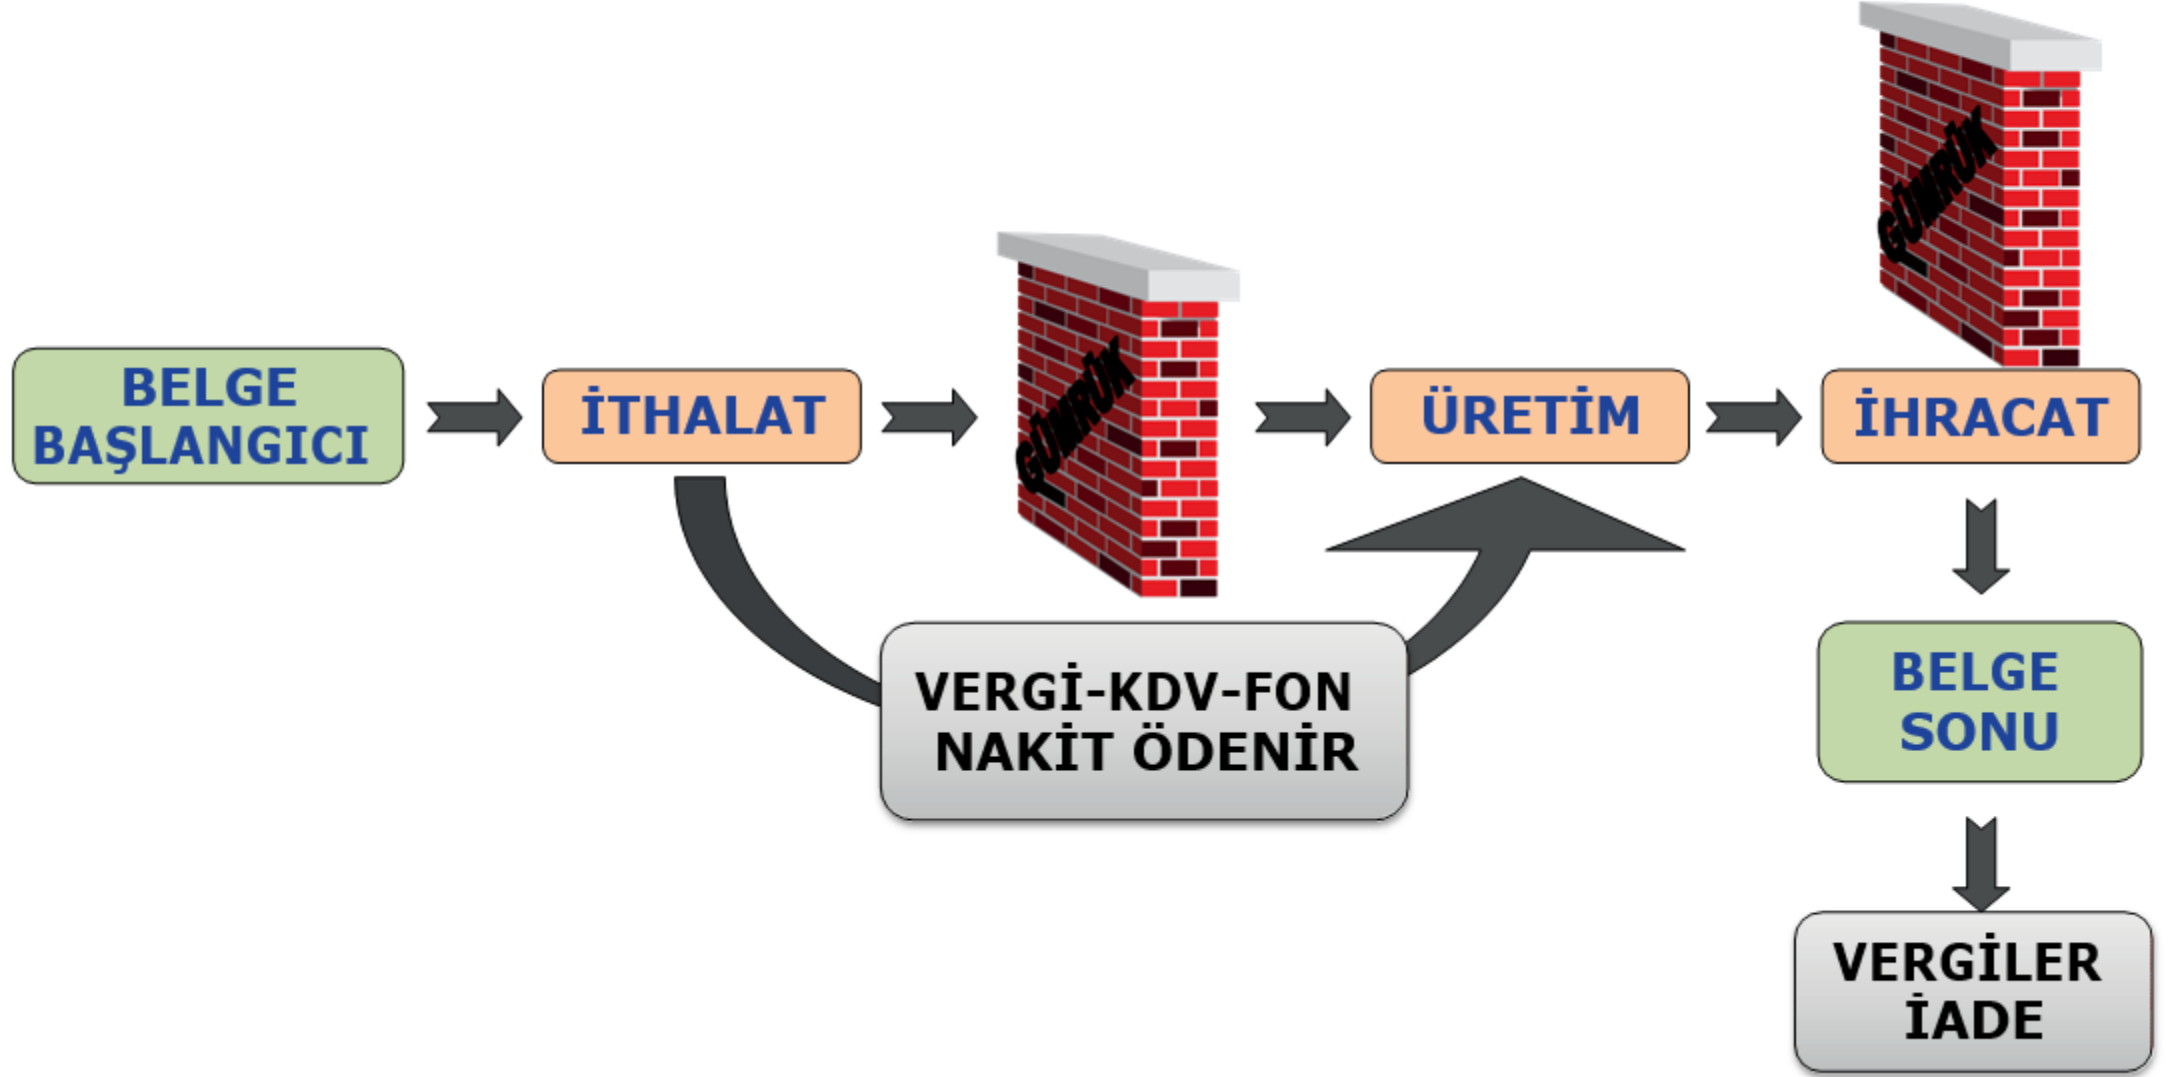 GÜMRÜK
GÜMRÜK
BELGE
BAŞLANGICI
İTHALAT
ÜRETİM
İHRACAT
VERGİ-KDV-FON
NAKİT ÖDENİR
BELGE
SONU
VERGİLER
İADE